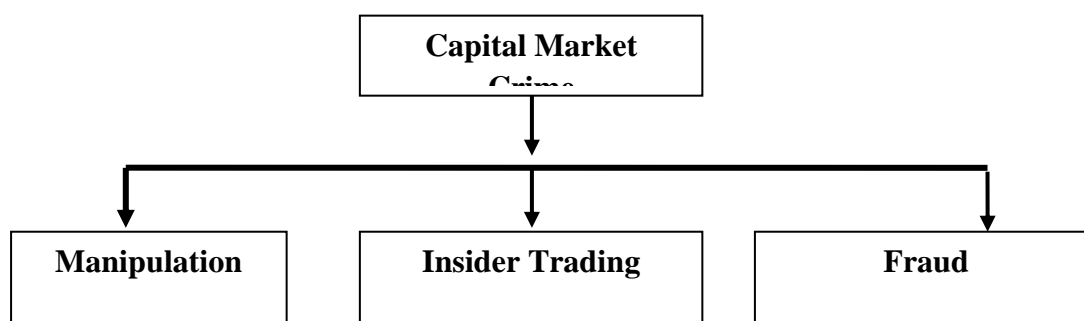 Capital Market
Crime
Manipulation
Insider Trading
Fraud